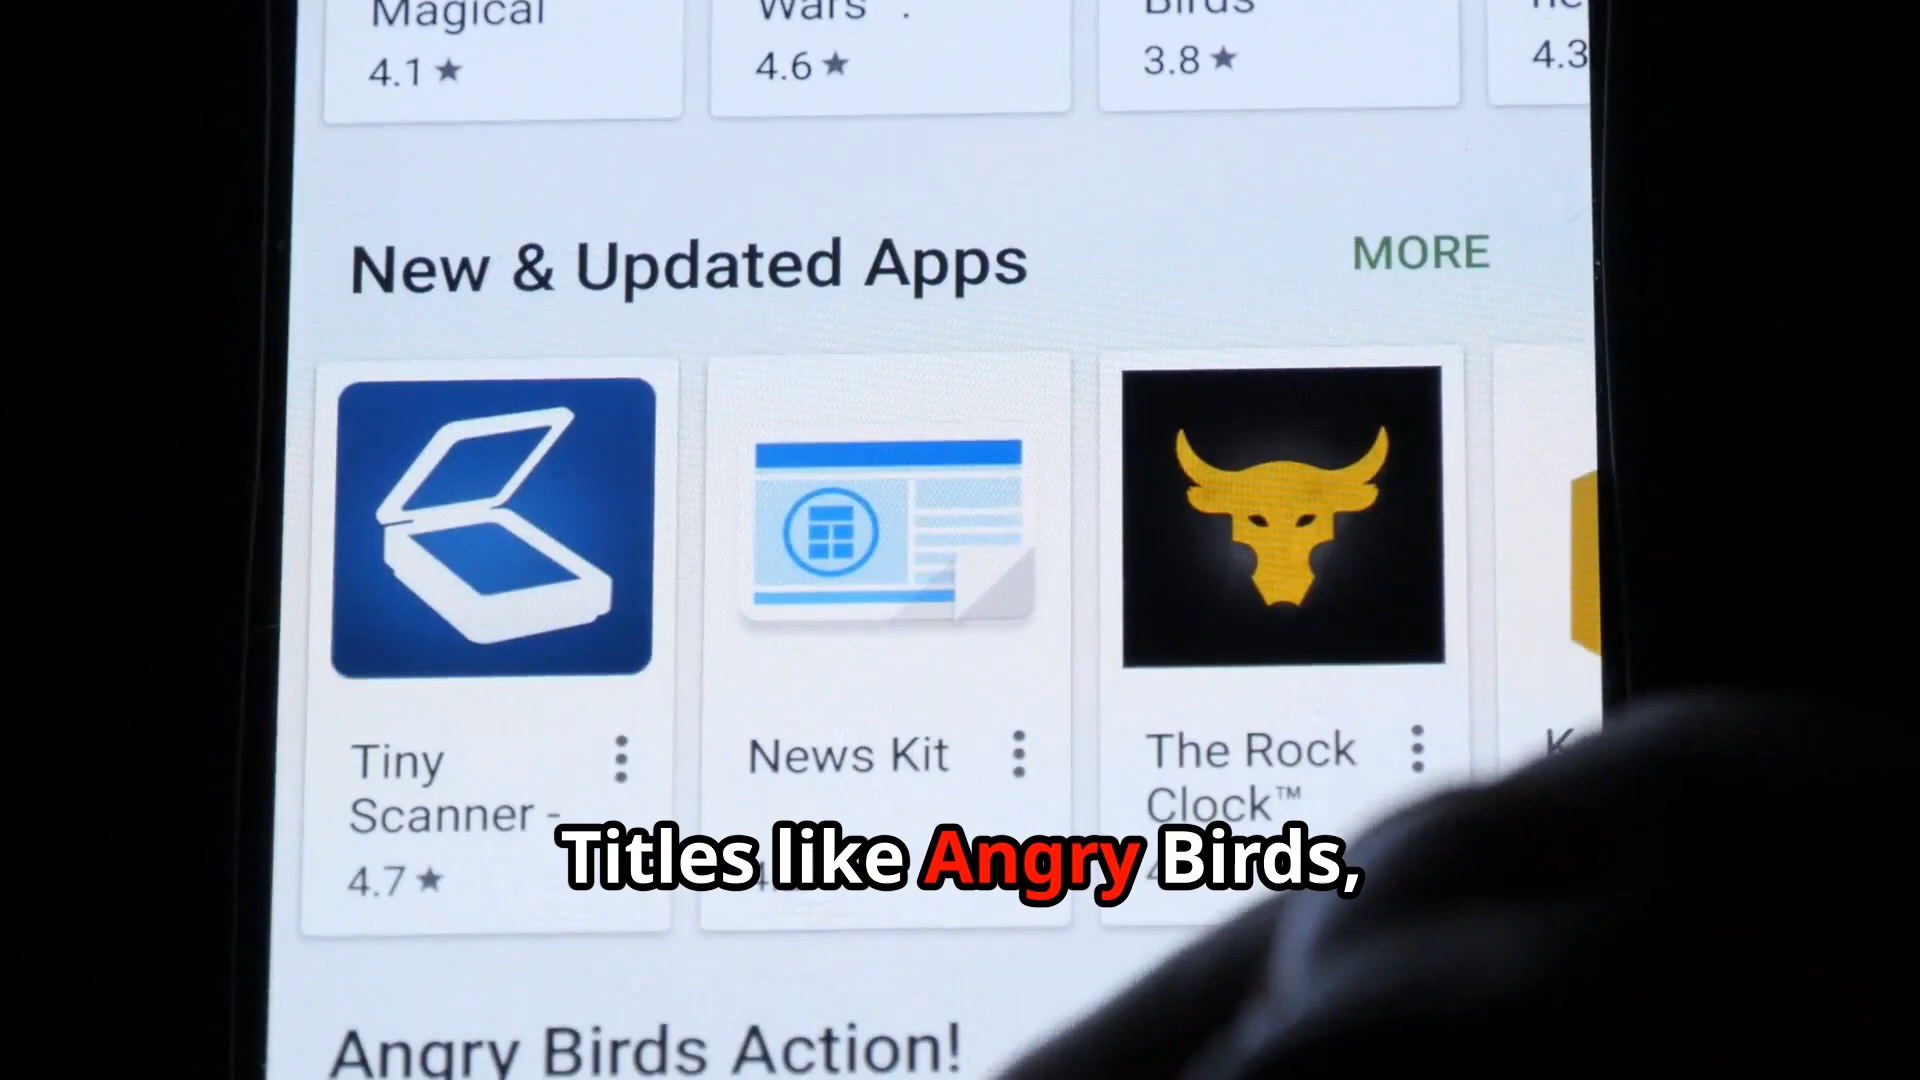 Magical
Wars
Birds
4.1 ★
4.6 ★
3.8 ★
4.3
New & Updated Apps
MORE
Tiny
Scanner -
4.7 ★
News Kit
The Rock
Clock™
K
Titles like Angry Birds,
Angry Birds Action!